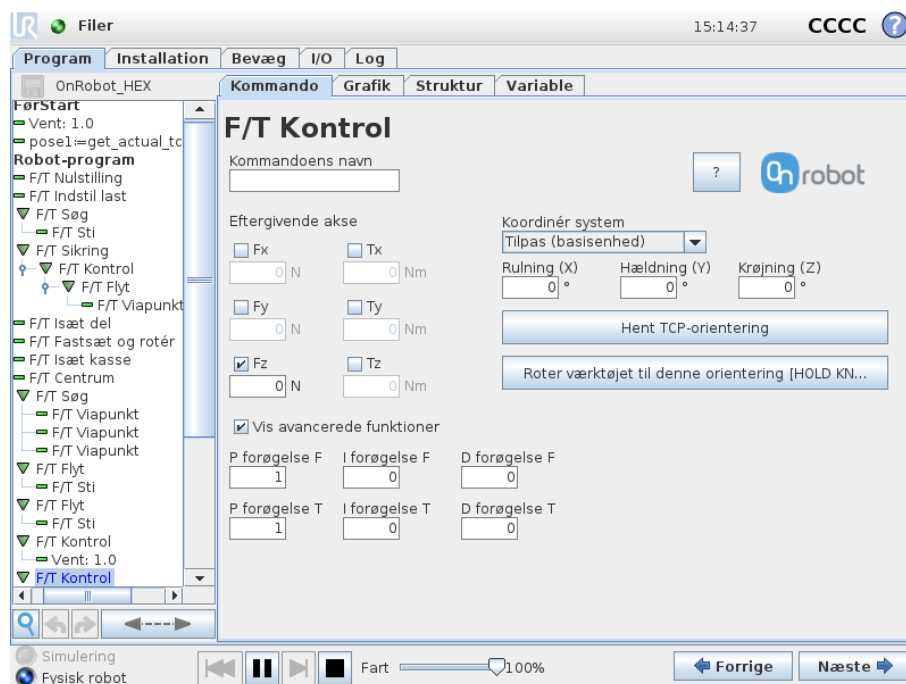 UR Filer 15:14:37 CCCC ?
Program Installation Bevæg I/O Log
OnRobot_HEX
Kommando Grafik Struktur Variable
FørStart
Vent: 1.0
pose1:=get_actual_tc
Robot-program
F/T Nulstilling
F/T Indstil last
F/T Søg
F/T Sti
F/T Sikring
F/T Kontrol
F/T Flyt
F/T Viapunkt
F/T Isæt del
F/T Fastsæt og rotér
F/T Isæt kasse
F/T Centrum
F/T Søg
F/T Viapunkt
F/T Viapunkt
F/T Viapunkt
F/T Flyt
F/T Sti
F/T Flyt
F/T Sti
F/T Kontrol
Vent: 1.0
F/T Kontrol
F/T Kontrol
Kommandoens navn
?
On robot
Eftergivende akse
Fx Tx
0 N 0 Nm
Fy Ty
0 N 0 Nm
Fz Tz
0 N 0 Nm
Koordinér system
Tilpas (basisenhed)
Rulning (X) Hældning (Y) Krøjning (Z)
0 ° 0 ° 0 °
Hent TCP-orientering
Roter værktøjet til denne orientering [HOLD KN...
Vis avancerede funktioner
P forøgelse F I forøgelse F D forøgelse F
1 0 0
P forøgelse T I forøgelse T D forøgelse T
1 0 0
Simulering
Fysisk robot
Fart 100%
Forrige Næste